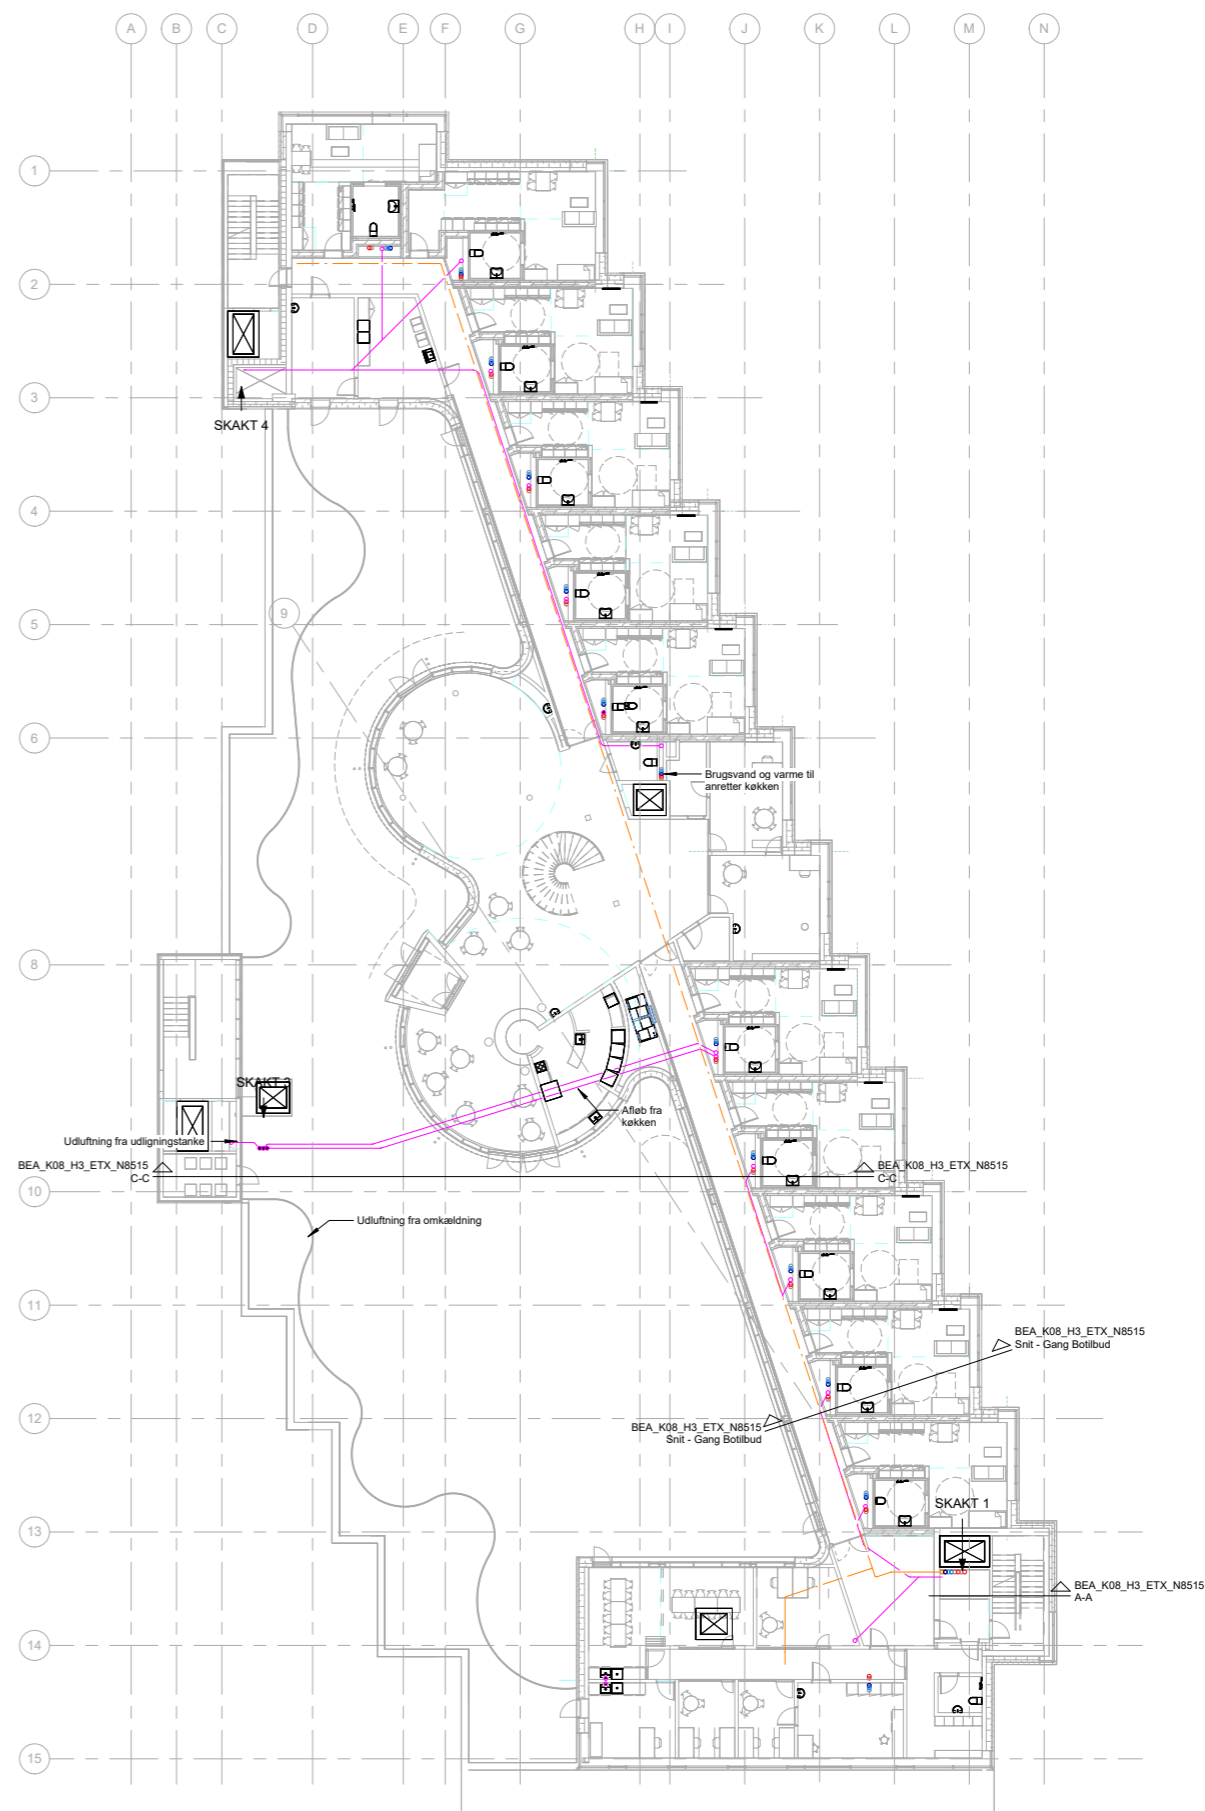 A B C D E F G H I J K L M N
1
2
3
SKAKT 4
4
9
5
6
Brugsvand og varme til
anretter køkken
8
SKAKT 3
Afløb fra
køkken
Udluftning fra udligningstanke
BEA_K08_H3_ETX_N8515
C-C
BEA_K08_H3_ETX_N8515
C-C
10
Udluftning fra omkældning
11
BEA_K08_H3_ETX_N8515
Snit - Gang Botilbud
12
BEA_K08_H3_ETX_N8515
Snit - Gang Botilbud
SKAKT 1
13
BEA_K08_H3_ETX_N8515
A-A
14
15